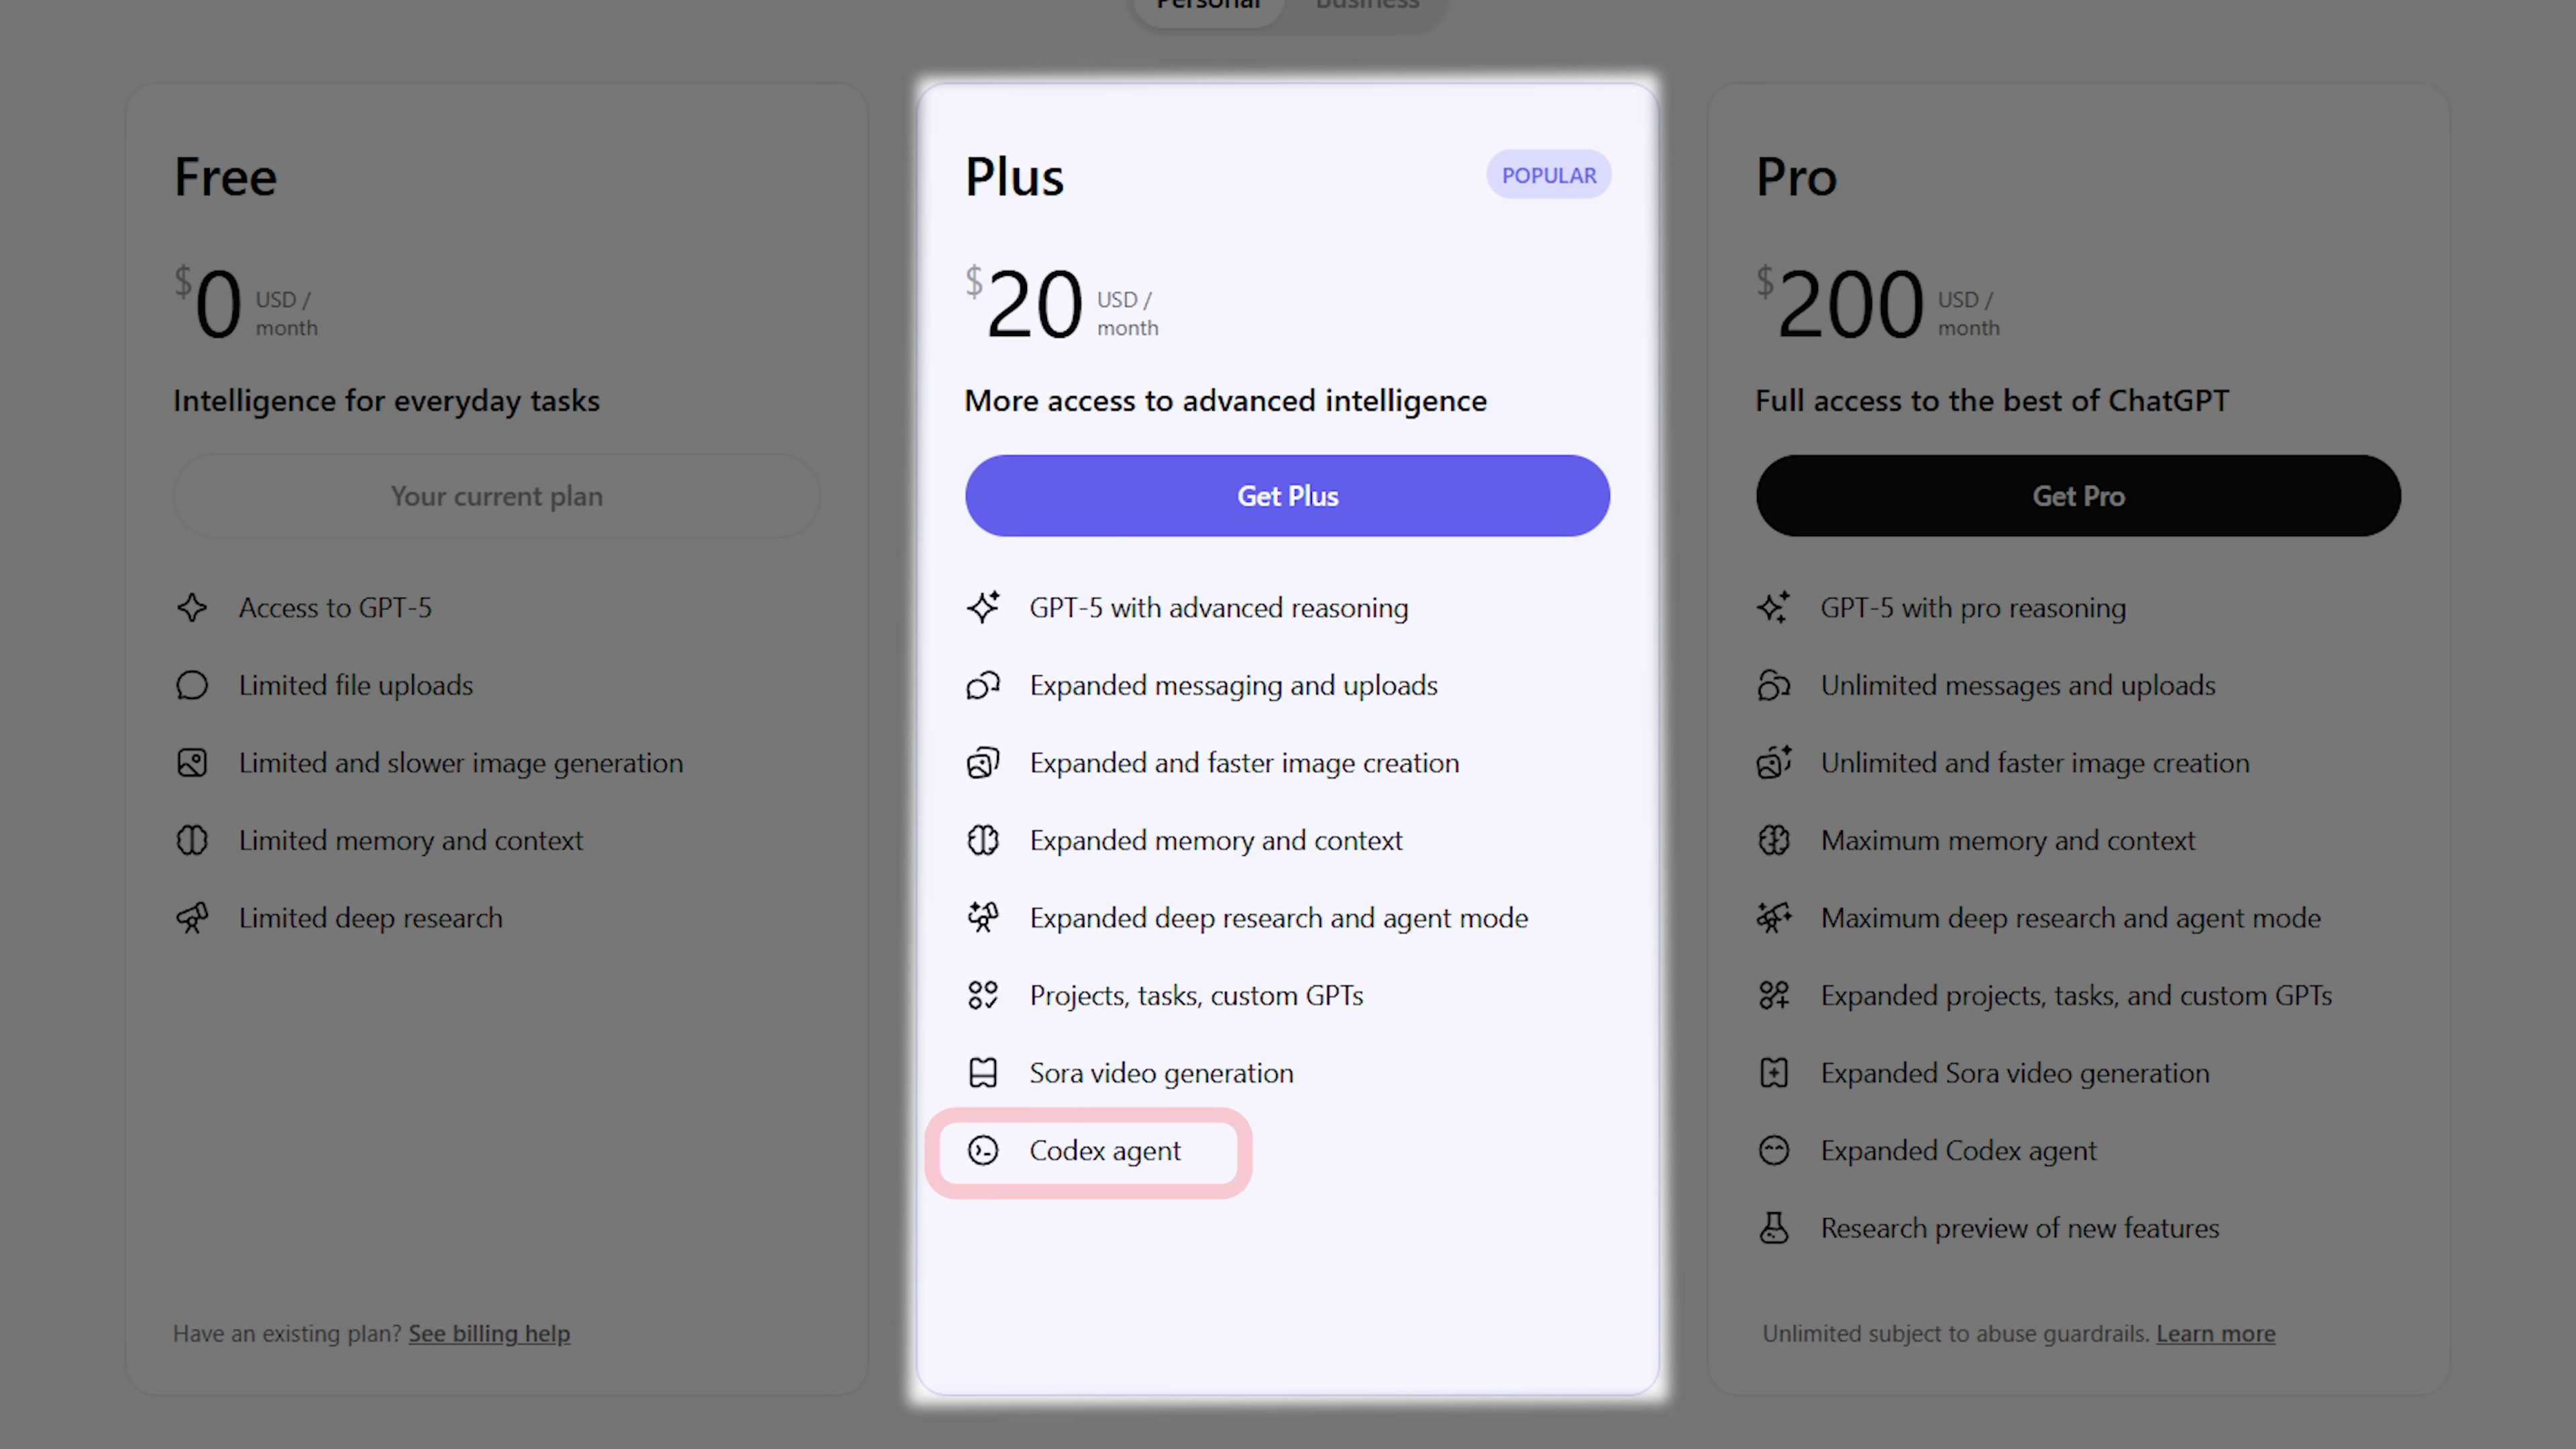 Personal
Business
Free
$0 USD /
month
Intelligence for everyday tasks
Your current plan
Access to GPT-5
Limited file uploads
Limited and slower image generation
Limited memory and context
Limited deep research
Have an existing plan? See billing help
Plus
POPULAR
$20 USD /
month
More access to advanced intelligence
Get Plus
GPT-5 with advanced reasoning
Expanded messaging and uploads
Expanded and faster image creation
Expanded memory and context
Expanded deep research and agent mode
Projects, tasks, custom GPTs
Sora video generation
Codex agent
Pro
$200 USD /
month
Full access to the best of ChatGPT
Get Pro
GPT-5 with pro reasoning
Unlimited messages and uploads
Unlimited and faster image creation
Maximum memory and context
Maximum deep research and agent mode
Expanded projects, tasks, and custom GPTs
Expanded Sora video generation
Expanded Codex agent
Research preview of new features
Unlimited subject to abuse guardrails. Learn more